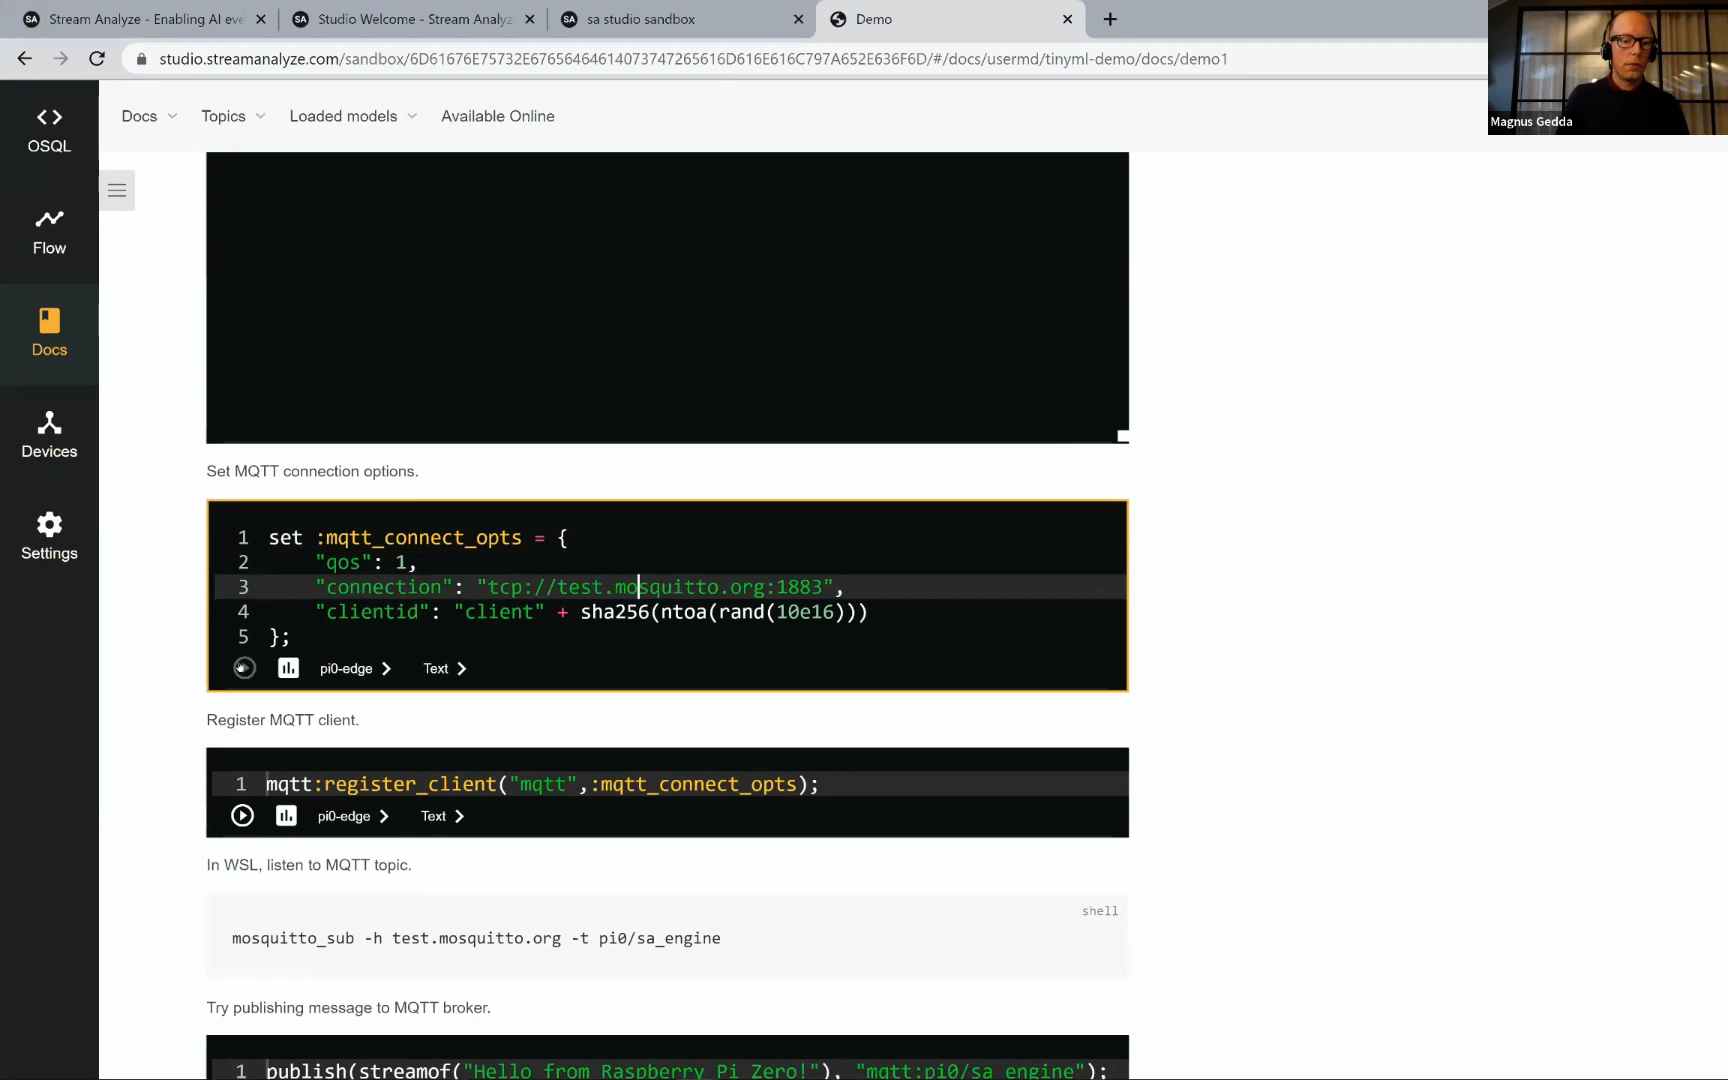 Stream Analyze - Enabling AI eve
Studio Welcome - Stream Analyz
sa studio sandbox
Demo
studio.streamanalyze.com/sandbox/6D61676E75732E67656464614073747265616D616E616C797A652E636F6D/#/docs/usermd/tinyml-demo/docs/demo1
Magnus Gedda
OSQL
Flow
Docs
Devices
Settings
Docs Topics Loaded models Available Online
Set MQTT connection options.
1 set :mqtt_connect_opts = {
2 "qos": 1,
3 "connection": "tcp://test.mosquitto.org:1883",
4 "clientid": "client" + sha256(ntoa(rand(10e16)))
5 };
pi0-edge Text
Register MQTT client.
1 mqtt:register_client("mqtt",:mqtt_connect_opts);
pi0-edge Text
In WSL, listen to MQTT topic.
shell
mosquitto_sub -h test.mosquitto.org -t pi0/sa_engine
Try publishing message to MQTT broker.
1 publish(streamof("Hello from Raspberry Pi Zero!"), "mqtt:pi0/sa_engine");